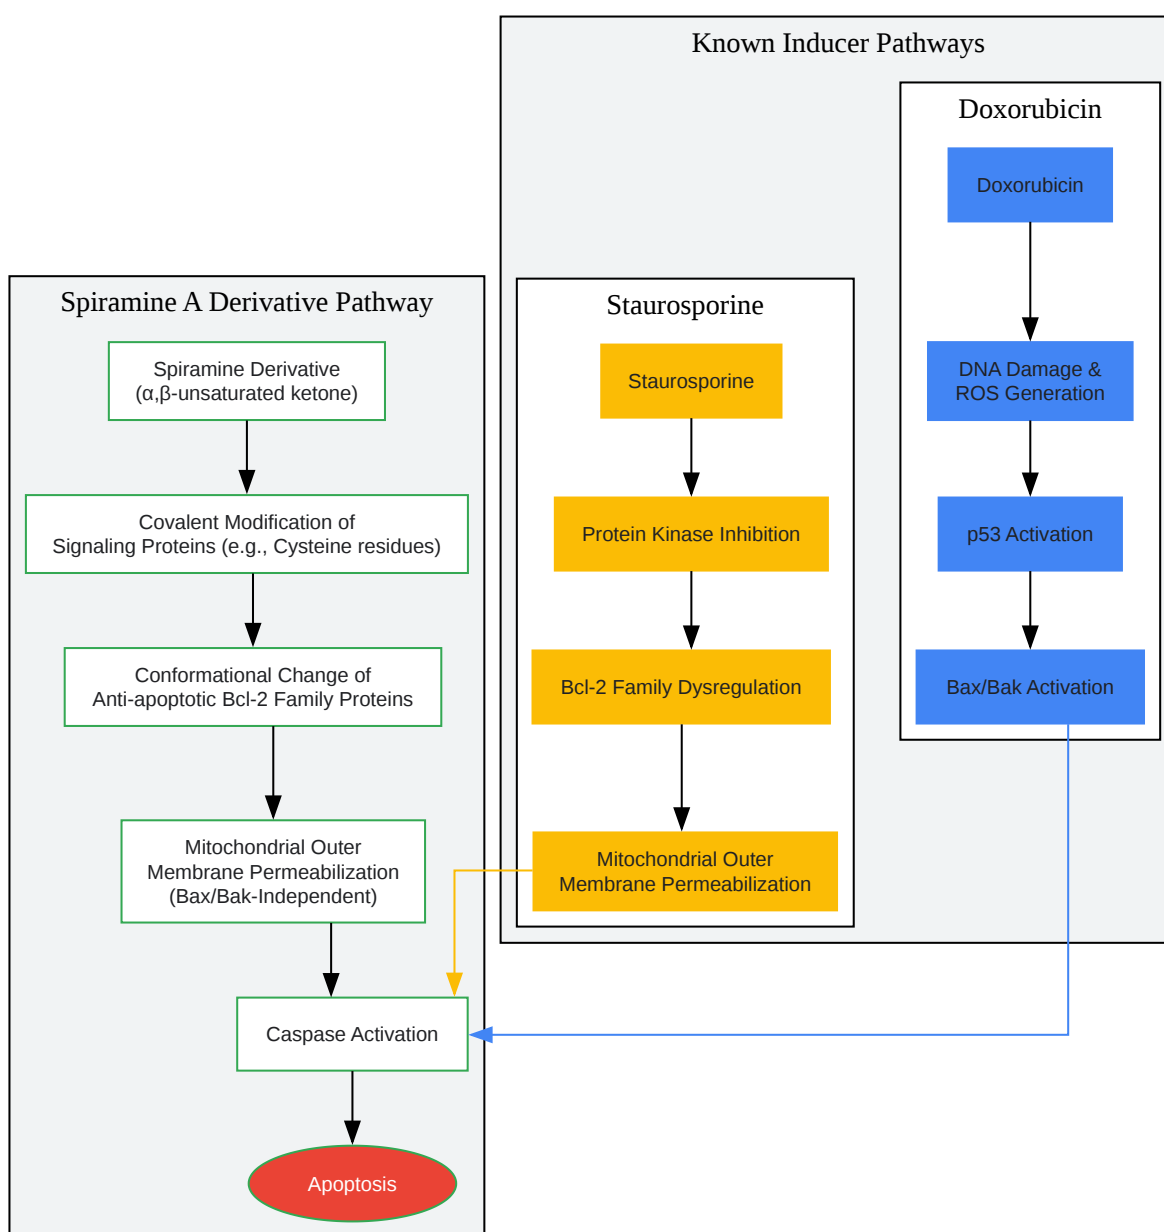 Known Inducer Pathways
Doxorubicin
Doxorubicin
DNA Damage &
ROS Generation
p53 Activation
Bax/Bak Activation
Staurosporine
Staurosporine
Protein Kinase Inhibition
Bcl-2 Family Dysregulation
Mitochondrial Outer
Membrane Permeabilization
Spiramine A Derivative Pathway
Spiramine Derivative
(α,β-unsaturated ketone)
Covalent Modification of
Signaling Proteins (e.g., Cysteine residues)
Conformational Change of
Anti-apoptotic Bcl-2 Family Proteins
Mitochondrial Outer
Membrane Permeabilization
(Bax/Bak-Independent)
Caspase Activation
Apoptosis